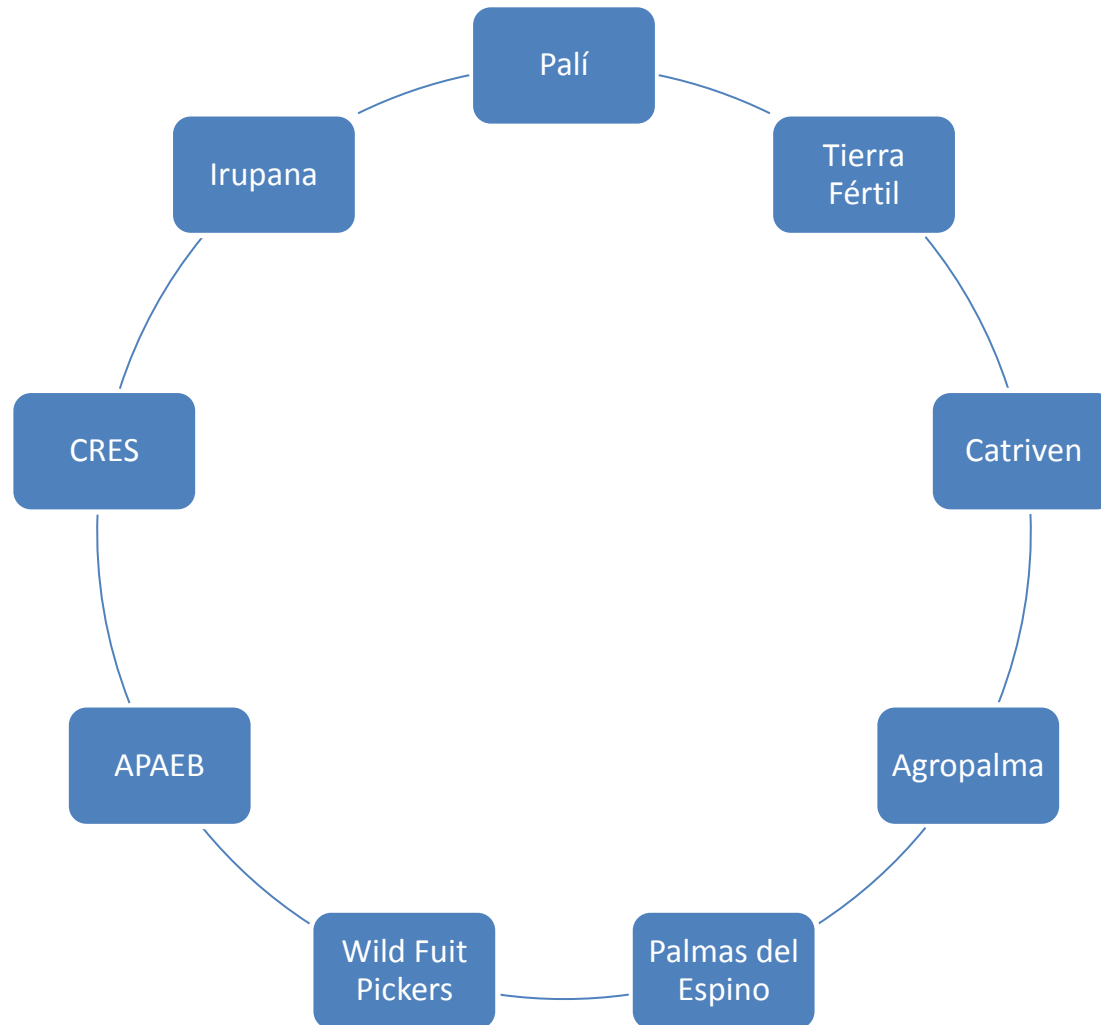 Palí
Tierra
Fértil
Catriven
Agropalma
Palmas del
Espino
Wild Fuit
Pickers
APAEB
CRES
Irupana